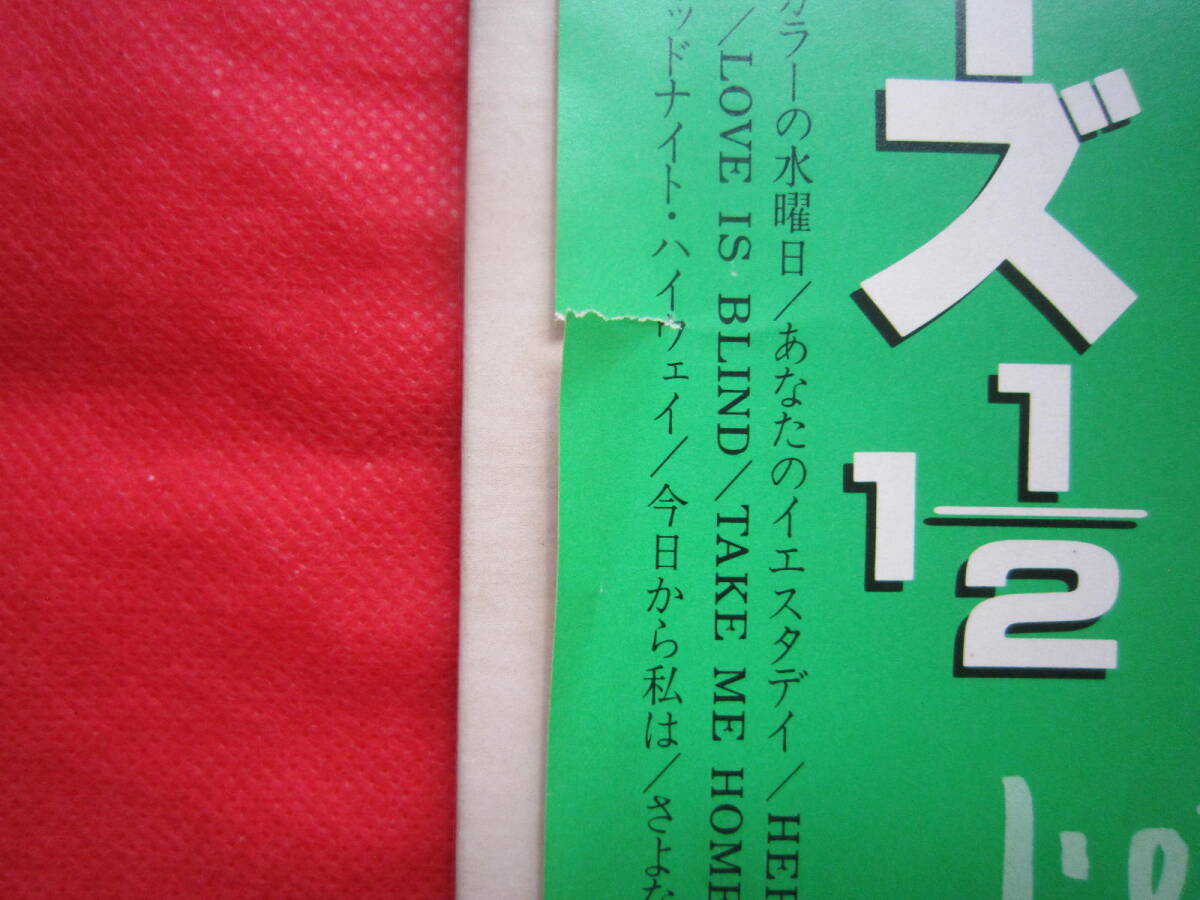 ーズ1 1/2
カラーの水曜日/あなたのイエスタデイ/HER
/LOVE IS BLIND/TAKE ME HOME
ッドナイト・ハイウェイ/今日から私は/さよな